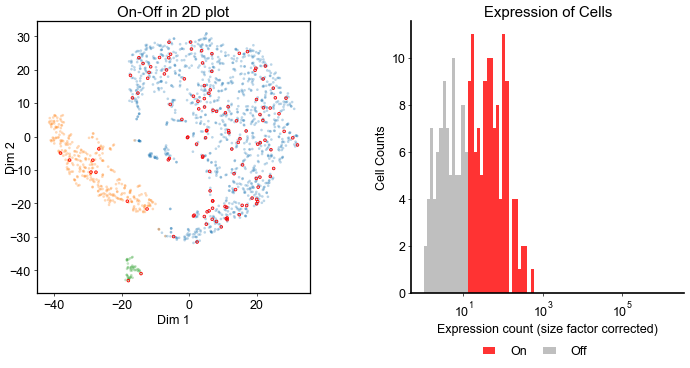 On-Off in 2D plot
Dim 2
30
20
10
0
−10
−20
−30
−40
−40
−20
0
20
Dim 1
Expression of Cells
Cell Counts
10
8
6
4
2
0
10^1
10^3
10^5
Expression count (size factor corrected)
On
Off